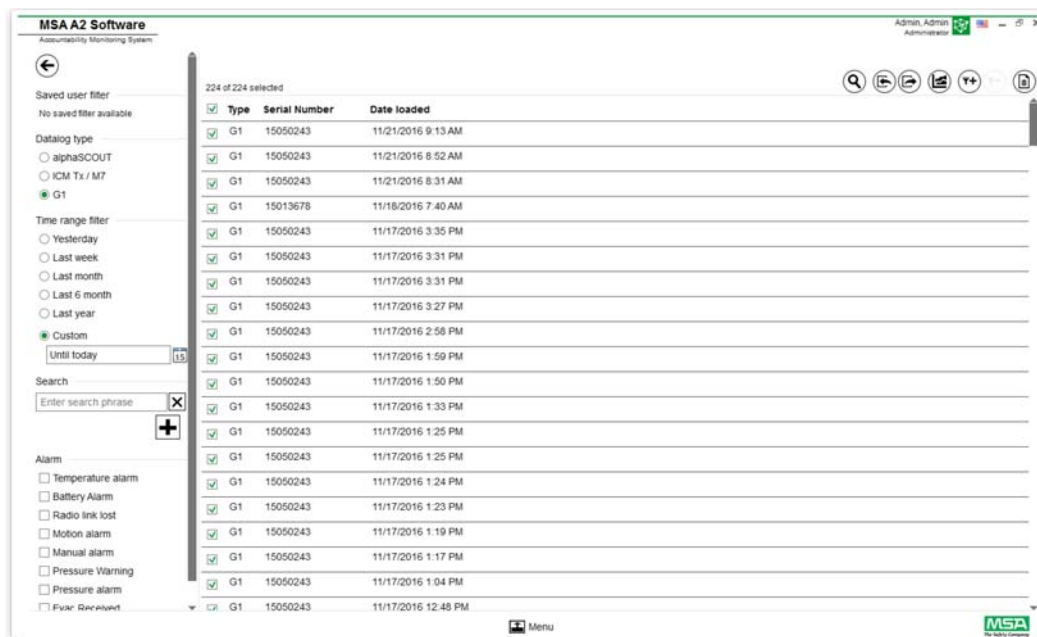 MSA A2 Software
Accountability Monitoring System
Admin, Admin
Administrator
Saved user filter
No saved filter available
Datalog type
alphaSCOUT
ICM Tx / M7
G1
Time range filter
Yesterday
Last week
Last month
Last 6 month
Last year
Custom
Until today
15
Search
Enter search phrase
Alarm
Temperature alarm
Battery Alarm
Radio link lost
Motion alarm
Manual alarm
Pressure Warning
Pressure alarm
Evac Received
224 of 224 selected
Type Serial Number Date loaded
G1 15050243 11/21/2016 9:13 AM
G1 15050243 11/21/2016 8:52 AM
G1 15050243 11/21/2016 8:31 AM
G1 15013678 11/18/2016 7:40 AM
G1 15050243 11/17/2016 3:35 PM
G1 15050243 11/17/2016 3:31 PM
G1 15050243 11/17/2016 3:31 PM
G1 15050243 11/17/2016 3:27 PM
G1 15050243 11/17/2016 2:58 PM
G1 15050243 11/17/2016 1:59 PM
G1 15050243 11/17/2016 1:50 PM
G1 15050243 11/17/2016 1:33 PM
G1 15050243 11/17/2016 1:25 PM
G1 15050243 11/17/2016 1:25 PM
G1 15050243 11/17/2016 1:24 PM
G1 15050243 11/17/2016 1:23 PM
G1 15050243 11/17/2016 1:19 PM
G1 15050243 11/17/2016 1:17 PM
G1 15050243 11/17/2016 1:04 PM
G1 15050243 11/17/2016 12:48 PM
Menu
MSA
The Safety Company